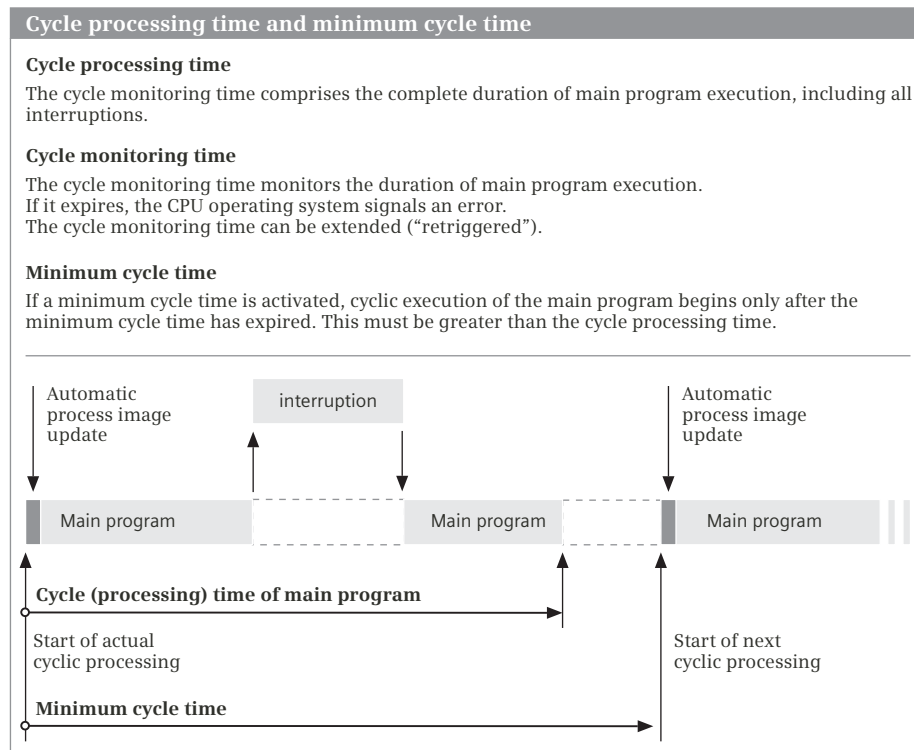 Cycle processing time and minimum cycle time
Cycle processing time
The cycle monitoring time comprises the complete duration of main program execution, including all
interruptions.
Cycle monitoring time
The cycle monitoring time monitors the duration of main program execution.
If it expires, the CPU operating system signals an error.
The cycle monitoring time can be extended (“retriggered”).
Minimum cycle time
If a minimum cycle time is activated, cyclic execution of the main program begins only after the
minimum cycle time has expired. This must be greater than the cycle processing time.
Automatic
process image
update
interruption
Automatic
process image
update
Main program
Main program
Main program
Cycle (processing) time of main program
Start of actual
cyclic processing
Start of next
cyclic processing
Minimum cycle time